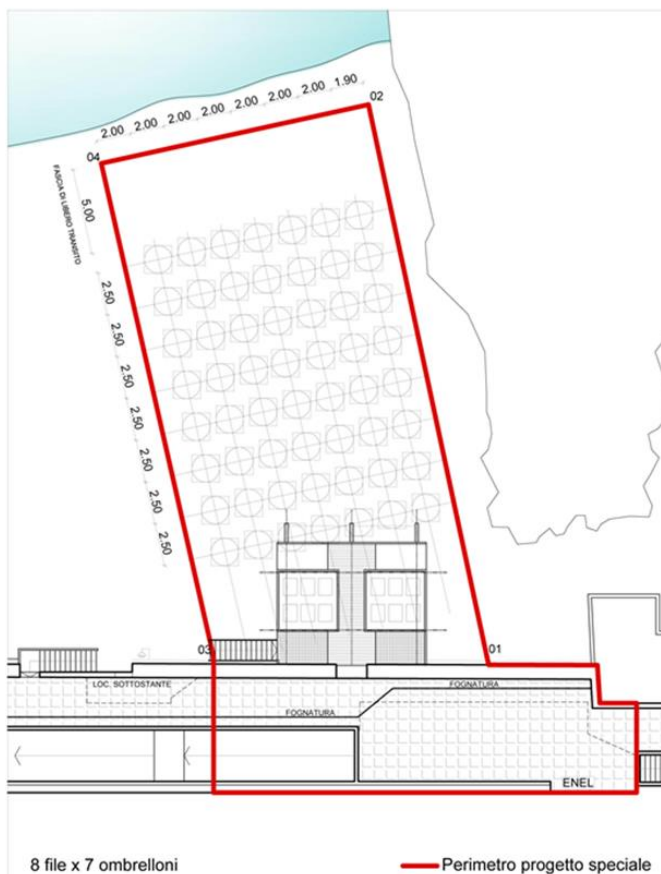 2.00 2.00 2.00 2.00 2.00 2.00 2.00 1.90
02
04
FASCIA DI LIBERO TRANSITO
5.00
2.50
2.50
2.50
2.50
2.50
2.50
2.50
03
01
LOC. SOTTOSTANTE
FOGNATURA
FOGNATURA
ENEL
8 file x 7 ombrelloni
Perimetro progetto speciale